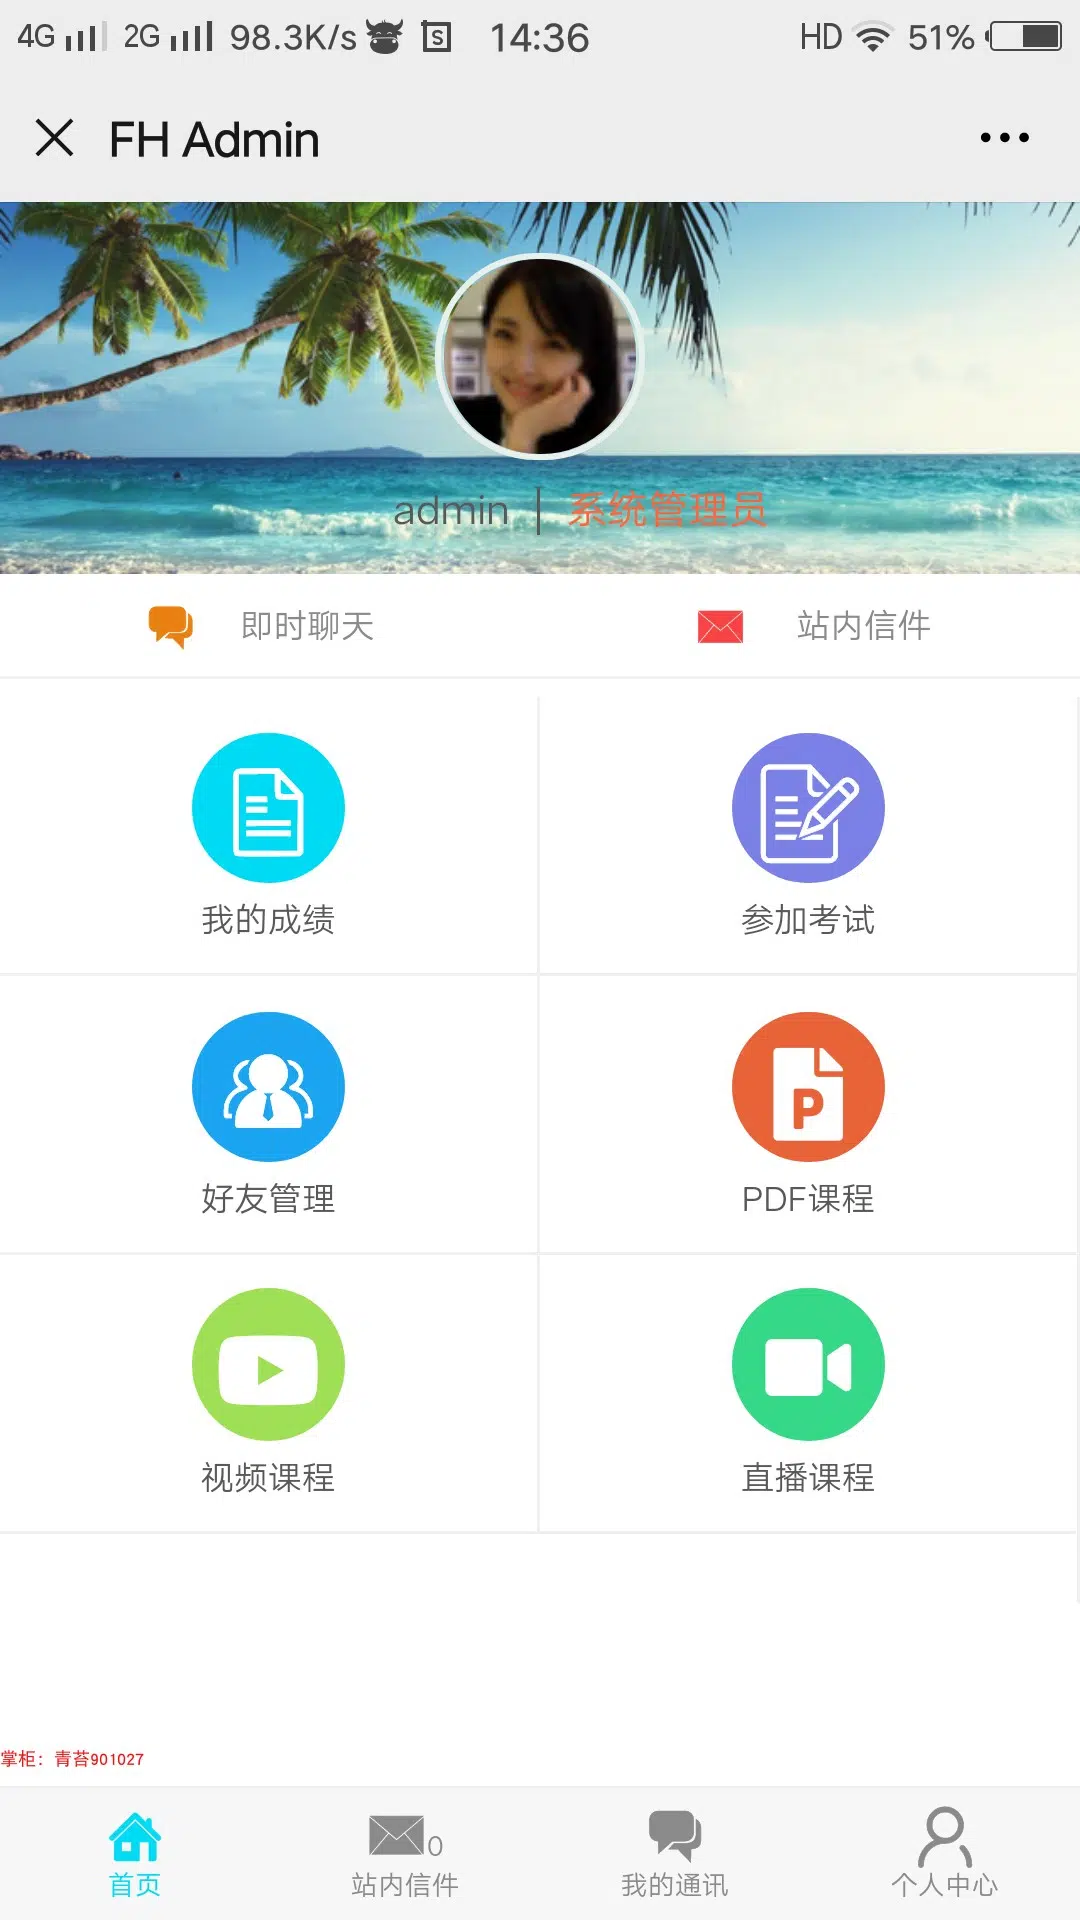 4G 2G 98.3K/s S 14:36 HD 51%
FH Admin
admin | 系统管理员
即时聊天 站内信件
我的成绩 参加考试
P
好友管理 PDF课程
视频课程 直播课程
掌柜：青苔901027
0
首页 站内信件 我的通讯 个人中心